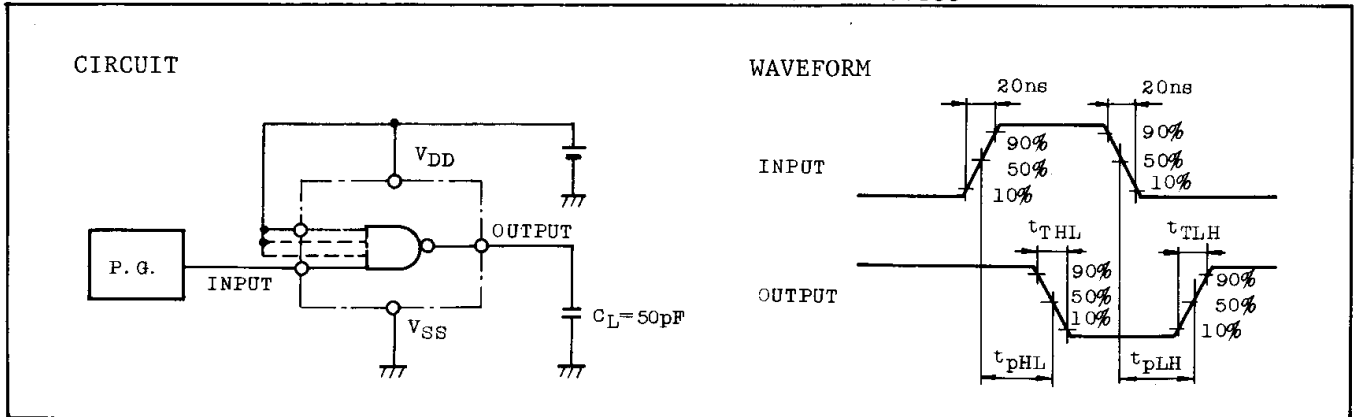 CIRCUIT
VDD
OUTPUT
P. G.
INPUT
VSS
CL=50pF
WAVEFORM
20ns 20ns
INPUT
90%
50%
10%
90%
50%
10%
tTHL
tTLH
OUTPUT
90%
50%
10%
90%
50%
10%
tpHL
tpLH